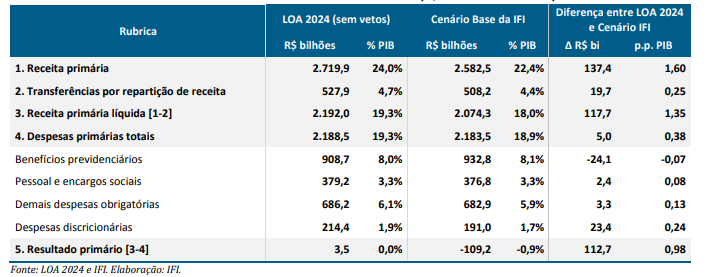 Rubrica LOA 2024 (sem vetos) Cenário Base da IFI Diferença entre LOA 2024 e Cenário IFI
R$ bilhões % PIB R$ bilhões % PIB Δ R$ bi p.p. PIB
1. Receita primária 2.719,9 24,0% 2.582,5 22,4% 137,4 1,60
2. Transferências por repartição de receita 527,9 4,7% 508,2 4,4% 19,7 0,25
3. Receita primária líquida [1-2] 2.192,0 19,3% 2.074,3 18,0% 117,7 1,35
4. Despesas primárias totais 2.188,5 19,3% 2.183,5 18,9% 5,0 0,38
Benefícios previdenciários 908,7 8,0% 932,8 8,1% -24,1 -0,07
Pessoal e encargos sociais 379,2 3,3% 376,8 3,3% 2,4 0,08
Demais despesas obrigatórias 686,2 6,1% 682,9 5,9% 3,3 0,13
Despesas discricionárias 214,4 1,9% 191,0 1,7% 23,4 0,24
5. Resultado primário [3-4] 3,5 0,0% -109,2 -0,9% 112,7 0,98
Fonte: LOA 2024 e IFI. Elaboração: IFI.